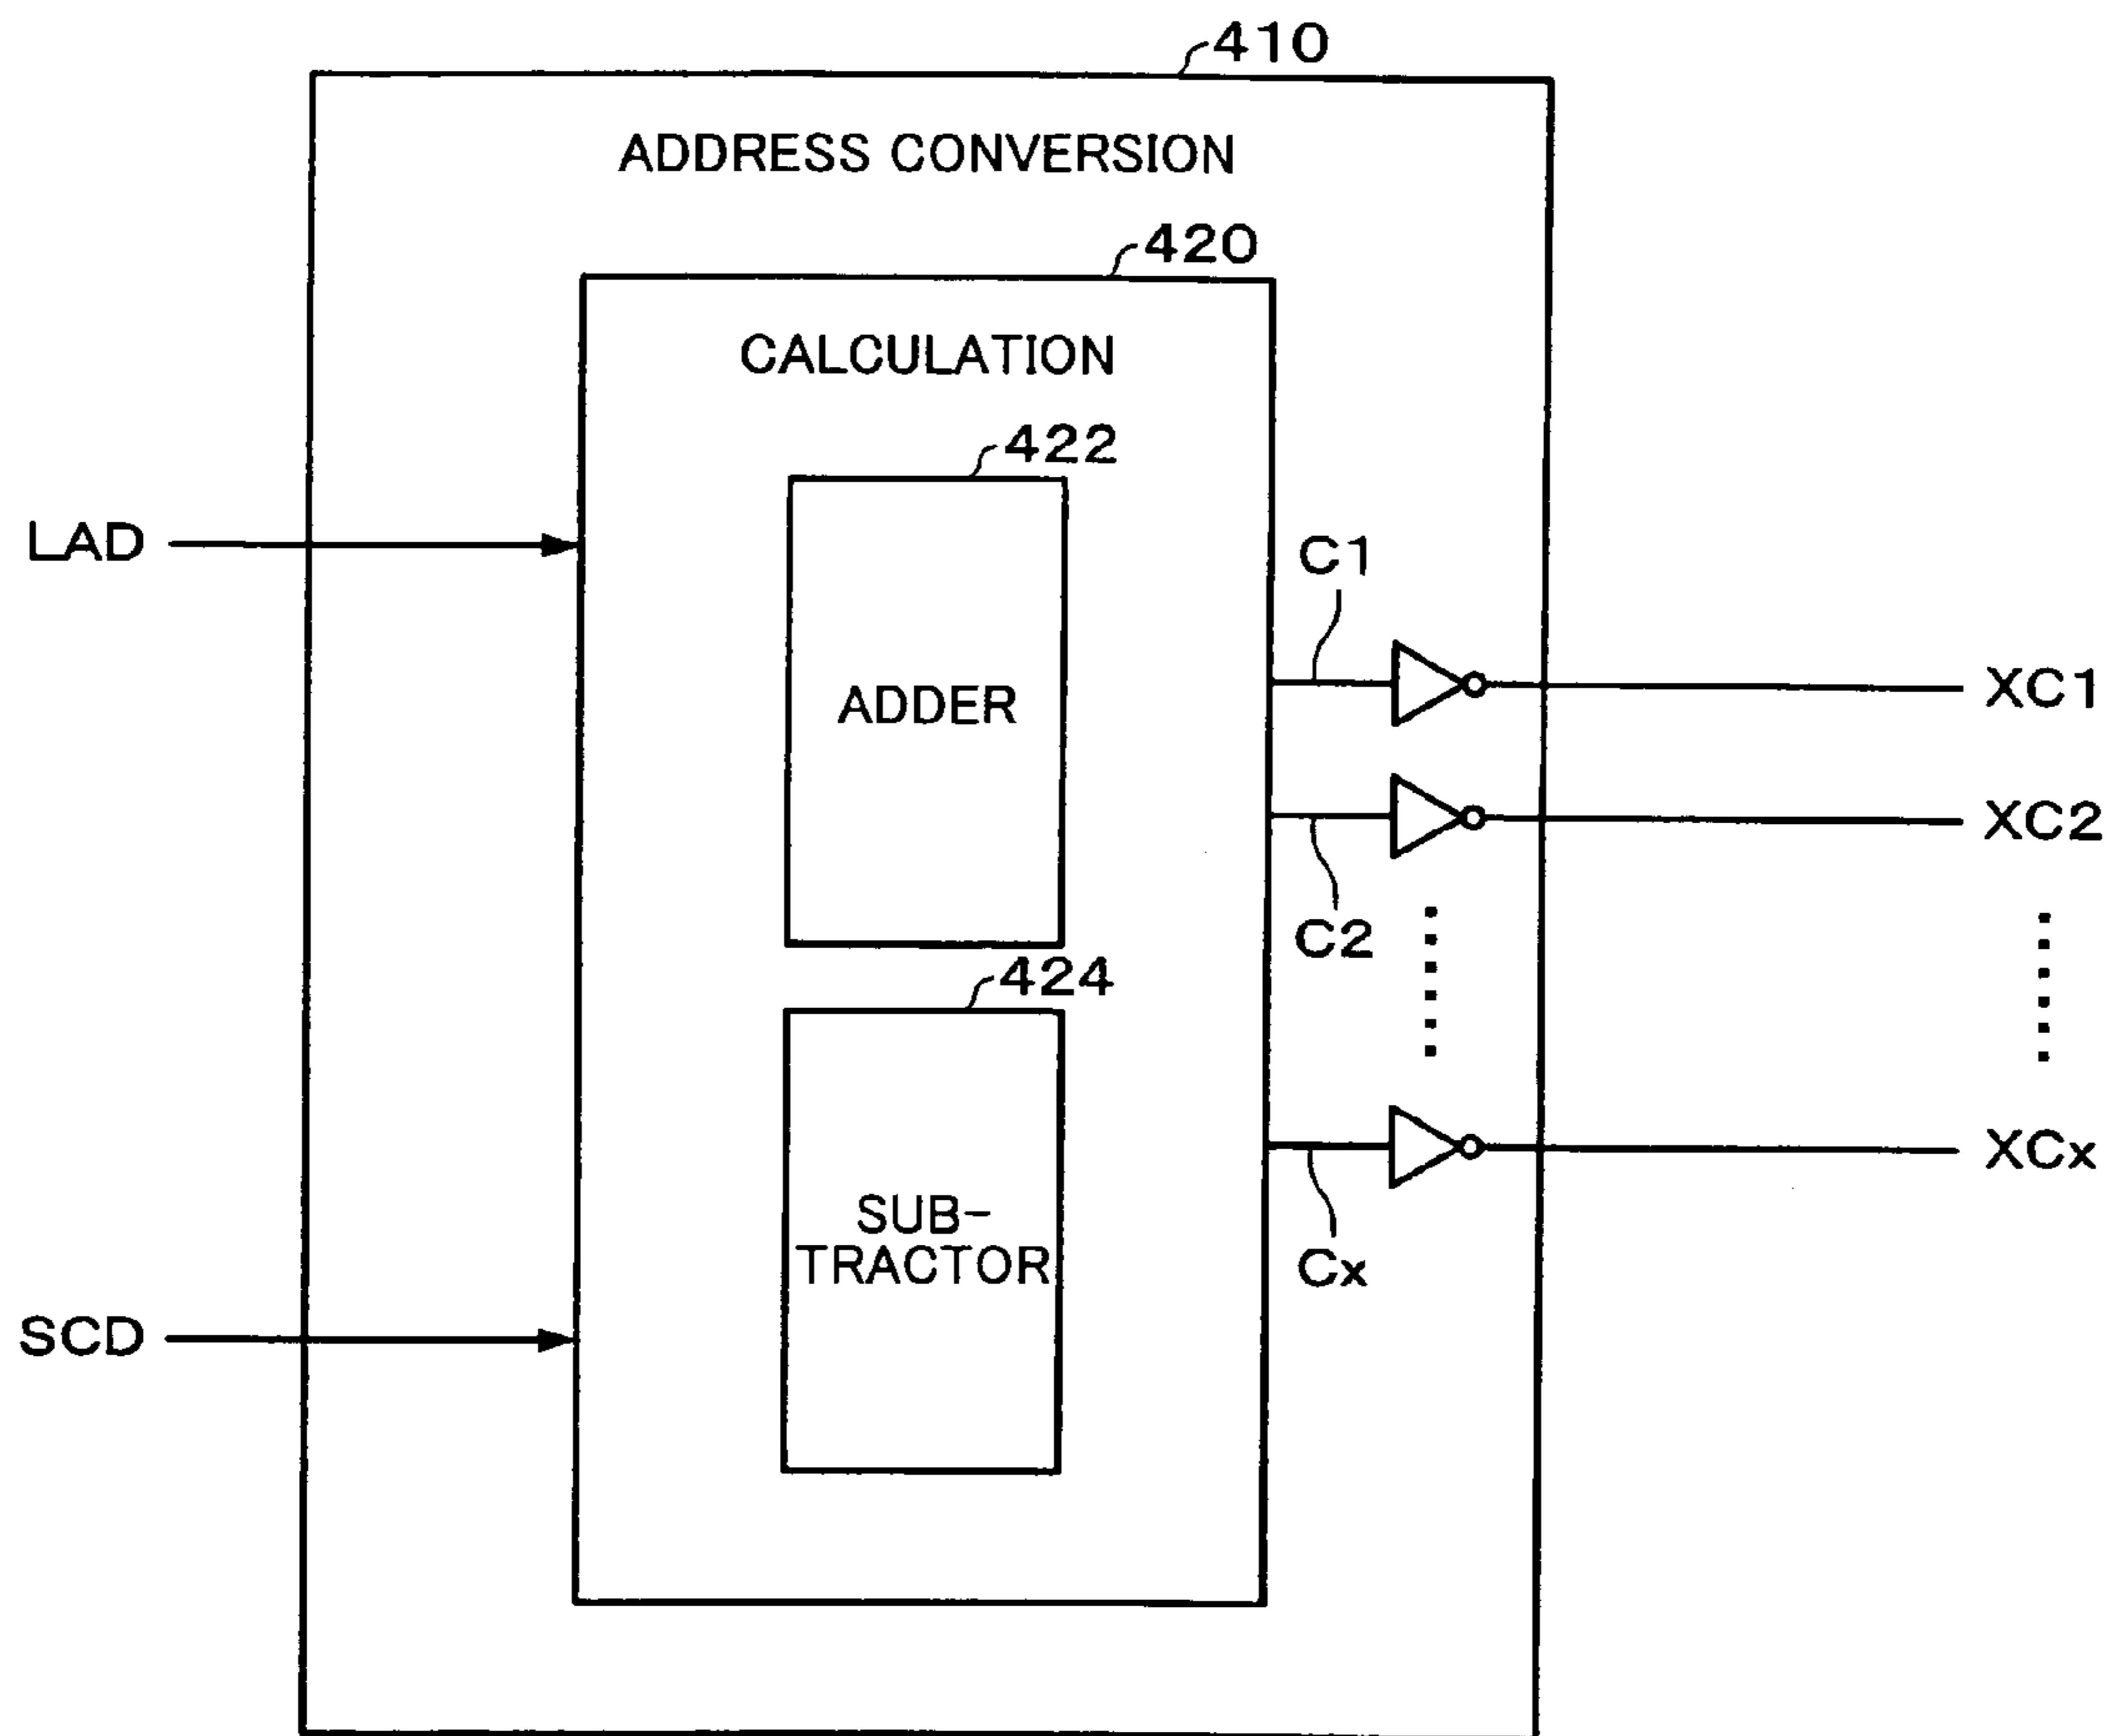 410
ADDRESS CONVERSION
420
CALCULATION
422
LAD
C1
ADDER
XC1
XC2
C2
424
SUB-
TRACTOR
XCx
Cx
SCD